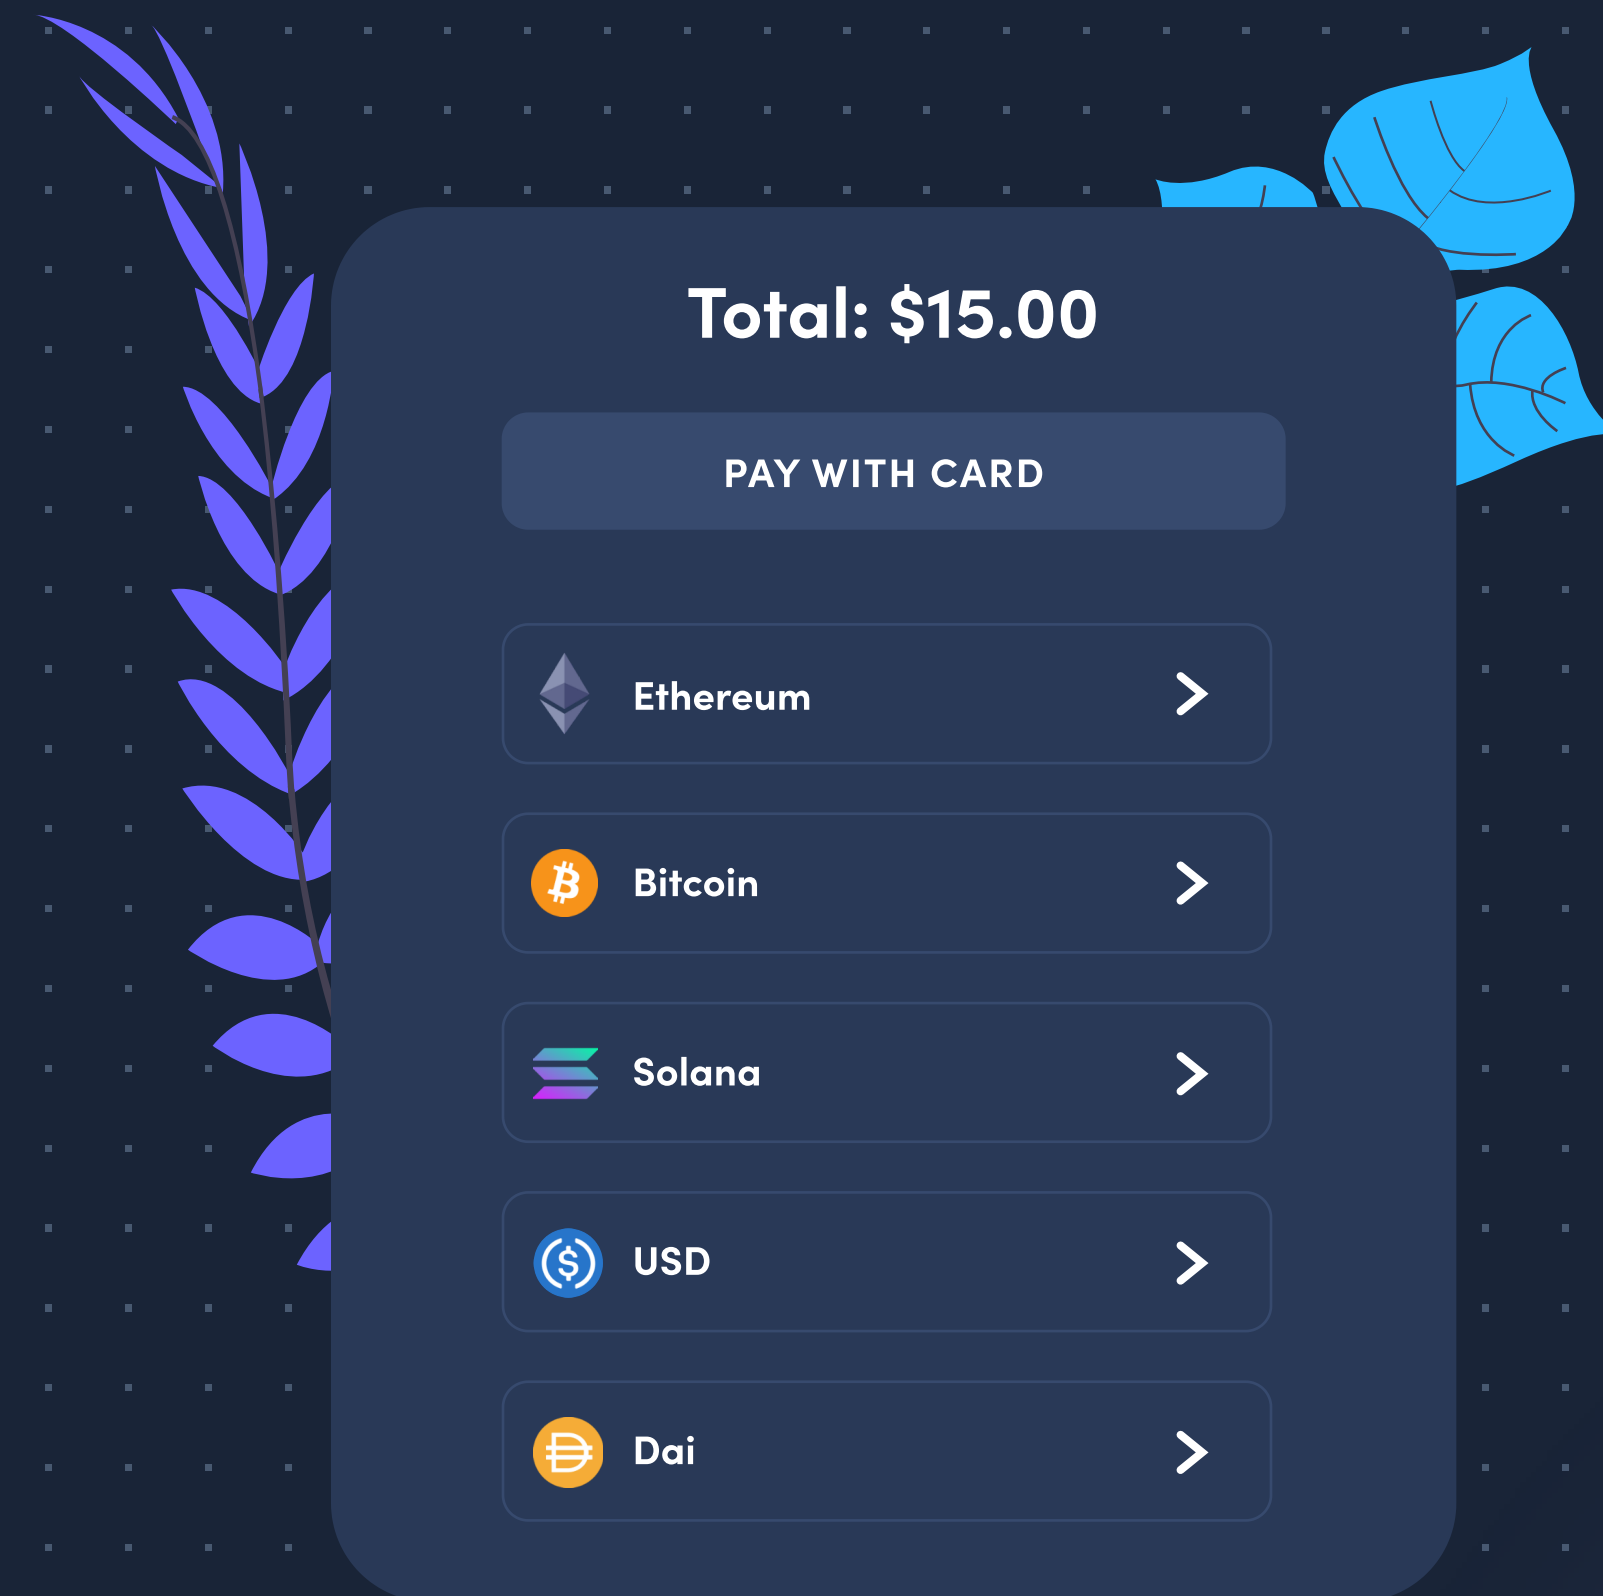 Total: $15.00
PAY WITH CARD
Ethereum
Bitcoin
Solana
USD
Dai